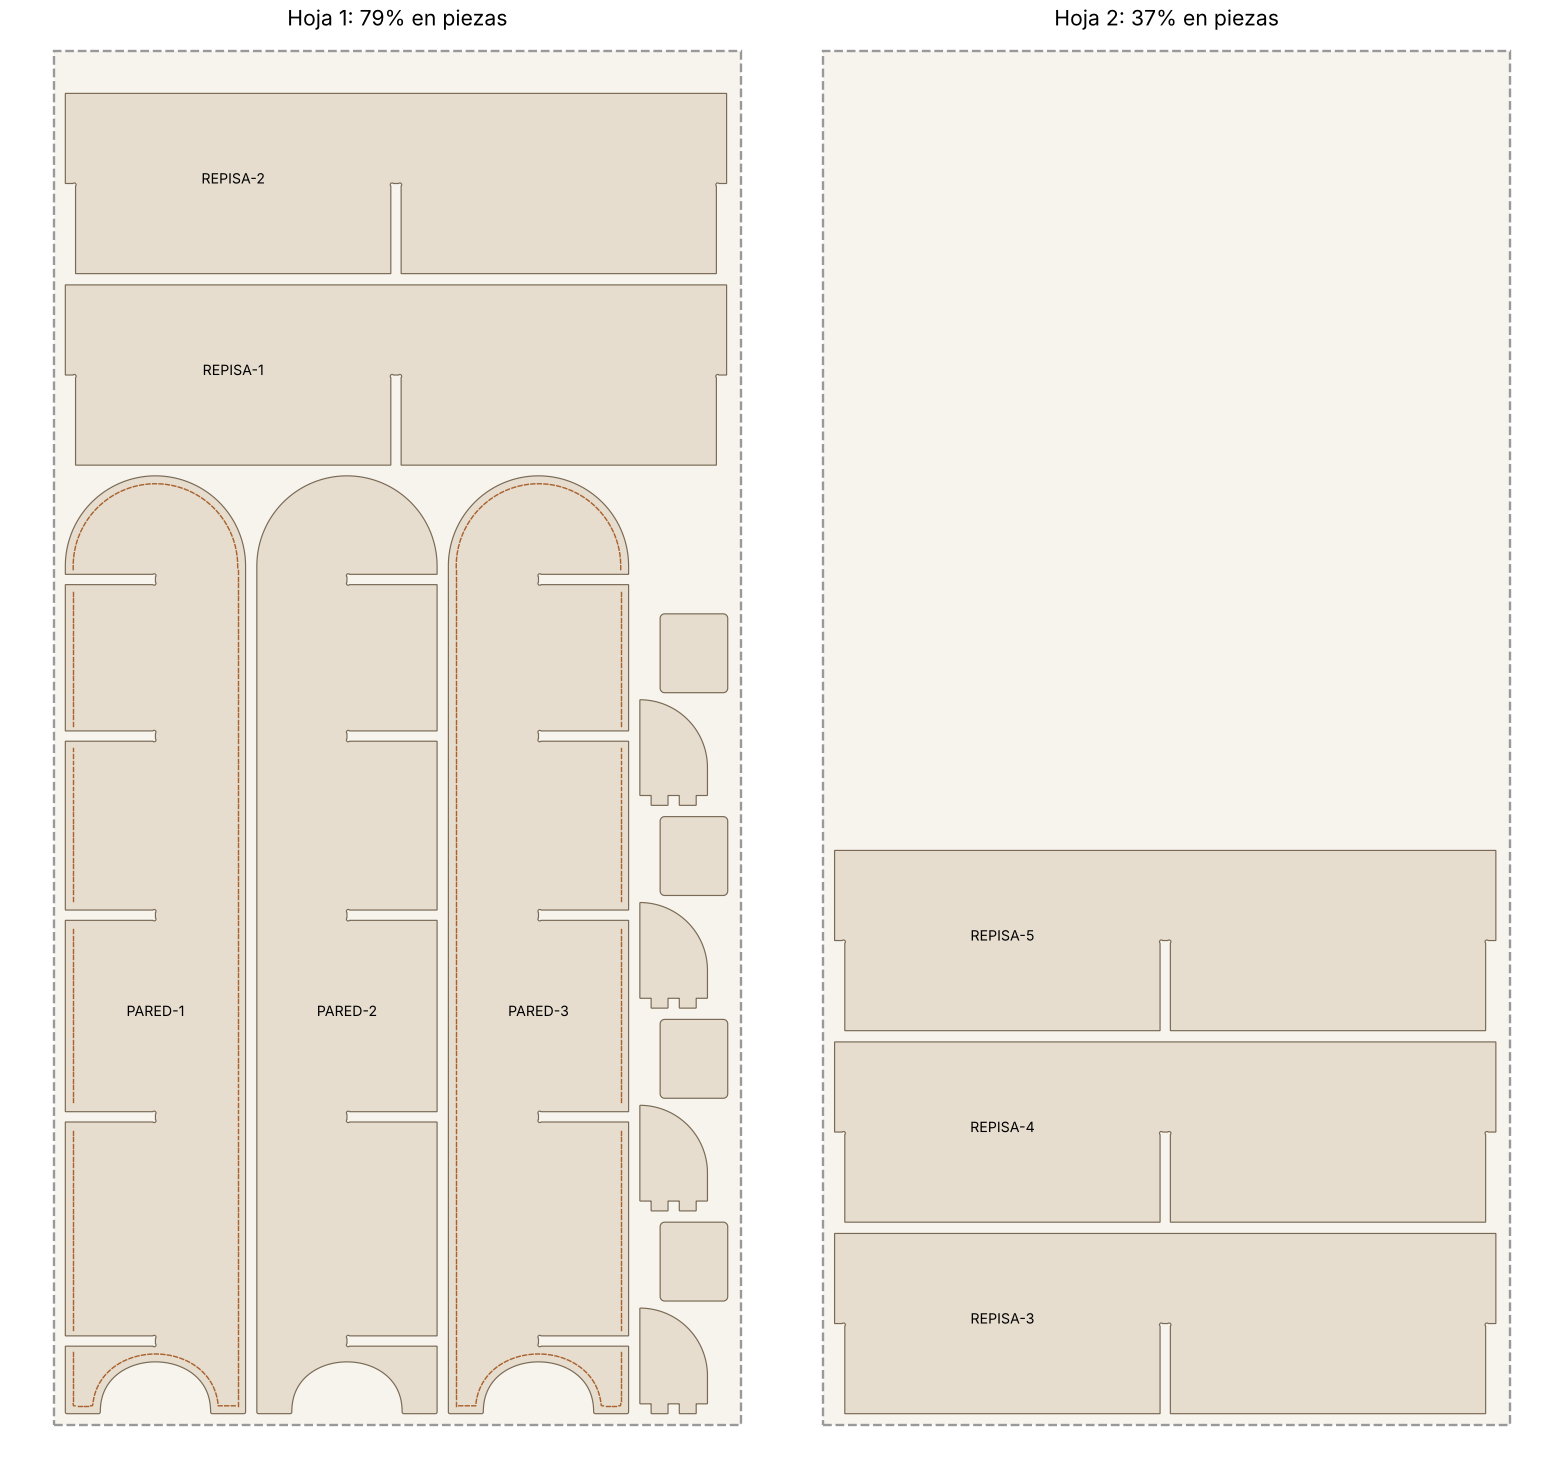 Hoja 1: 79% en piezas
REPISA-2
REPISA-1
PARED-1
PARED-2
PARED-3
Hoja 2: 37% en piezas
REPISA-5
REPISA-4
REPISA-3